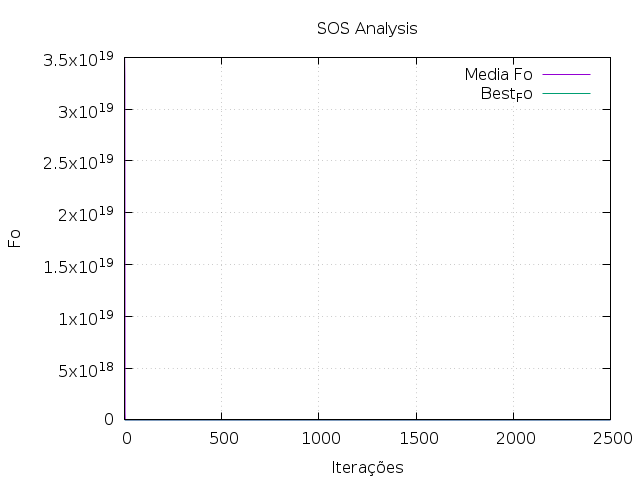 SOS Analysis
Media Fo
Best_Fo
3.5x10^19
3x10^19
2.5x10^19
2x10^19
1.5x10^19
1x10^19
5x10^18
0
Fo
0 500 1000 1500 2000 2500
Iterações